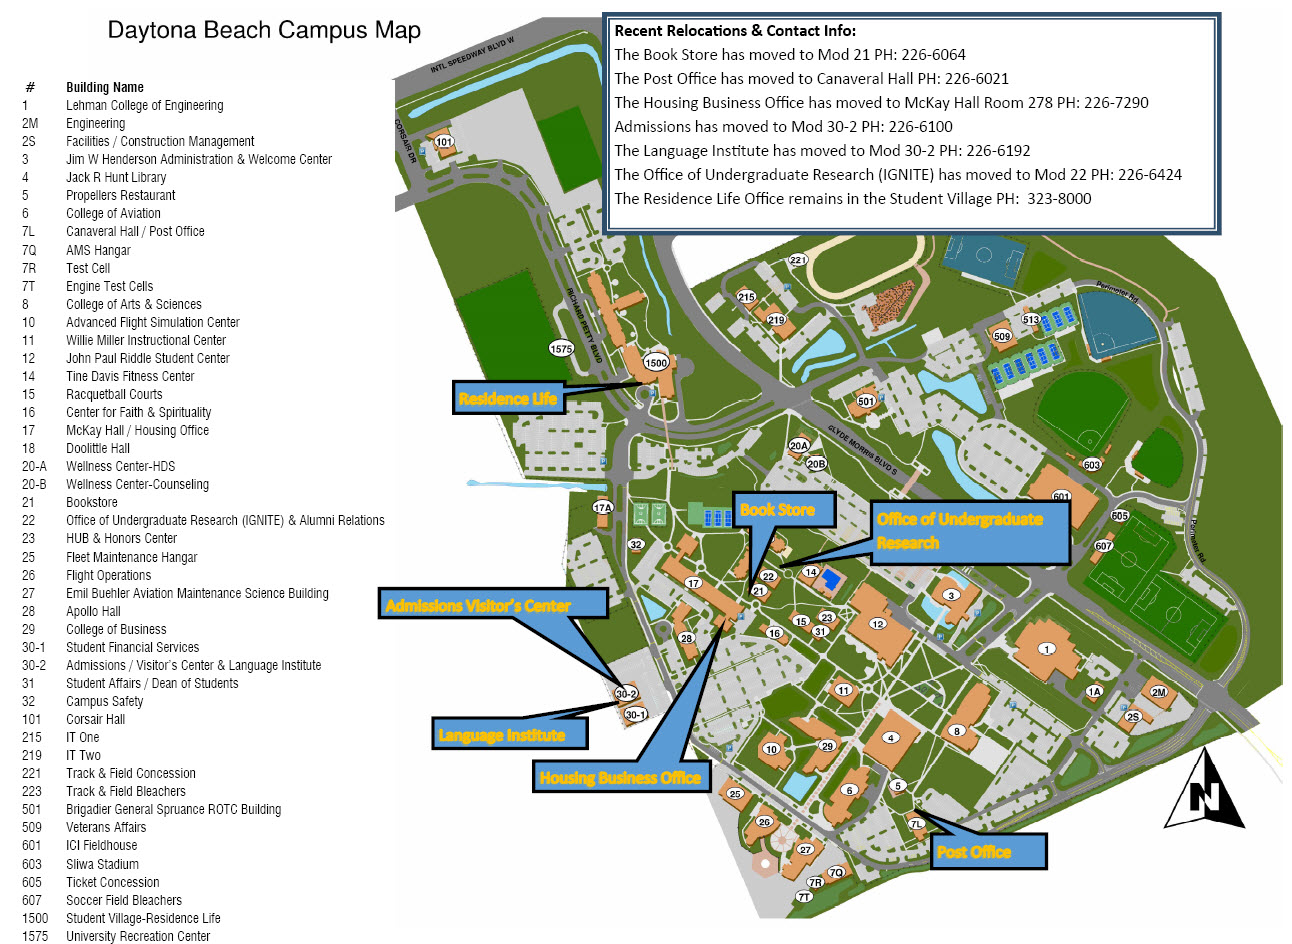 Daytona Beach Campus Map
# Building Name
1 Lehman College of Engineering
2M Engineering
2S Facilities / Construction Management
3 Jim W Henderson Administration & Welcome Center
4 Jack R Hunt Library
5 Propellers Restaurant
6 College of Aviation
7L Canaveral Hall / Post Office
7Q AMS Hangar
7R Test Cell
7T Engine Test Cells
8 College of Arts & Sciences
10 Advanced Flight Simulation Center
11 Willie Miller Instructional Center
12 John Paul Riddle Student Center
14 Tine Davis Fitness Center
15 Racquetball Courts
16 Center for Faith & Spirituality
17 McKay Hall / Housing Office
18 Doolittle Hall
20-A Wellness Center-HDS
20-B Wellness Center-Counseling
21 Bookstore
22 Office of Undergraduate Research (IGNITE) & Alumni Relations
23 HUB & Honors Center
25 Fleet Maintenance Hangar
26 Flight Operations
27 Emil Buehler Aviation Maintenance Science Building
28 Apollo Hall
29 College of Business
30-1 Student Financial Services
30-2 Admissions / Visitor's Center & Language Institute
31 Student Affairs / Dean of Students
32 Campus Safety
101 Corsair Hall
215 IT One
219 IT Two
221 Track & Field Concession
223 Track & Field Bleachers
501 Brigadier General Spruance ROTC Building
509 Veterans Affairs
601 ICI Fieldhouse
603 Sliwa Stadium
605 Ticket Concession
607 Soccer Field Bleachers
1500 Student Village-Residence Life
1575 University Recreation Center
Recent Relocations & Contact Info:
The Book Store has moved to Mod 21 PH: 226-6064
The Post Office has moved to Canaveral Hall PH: 226-6021
The Housing Business Office has moved to McKay Hall Room 278 PH: 226-7290
Admissions has moved to Mod 30-2 PH: 226-6100
The Language Institute has moved to Mod 30-2 PH: 226-6192
The Office of Undergraduate Research (IGNITE) has moved to Mod 22 PH: 226-6424
The Residence Life Office remains in the Student Village PH: 323-8000
INTL SPEEDWAY BLVD W
CORSAIR DR
101
221
215
219
Perimeter Rd
513
509
RICHARD PETTY BLVD
1575
1500
Residence Life
501
CLYDE MORRIS BLVD S
20A
20B
603
601
605
607
Perimeter Rd
17A
Book Store
Office of Undergraduate
Research
32
17
22
21
14
3
Admissions Visitor's Center
15
23
31
12
16
28
1
30-2
30-1
11
1A
2M
2S
Language Institute
10
29
4
8
Housing Business Office
25
6
5
26
7L
Post Office
27
7Q
7R
7T
N